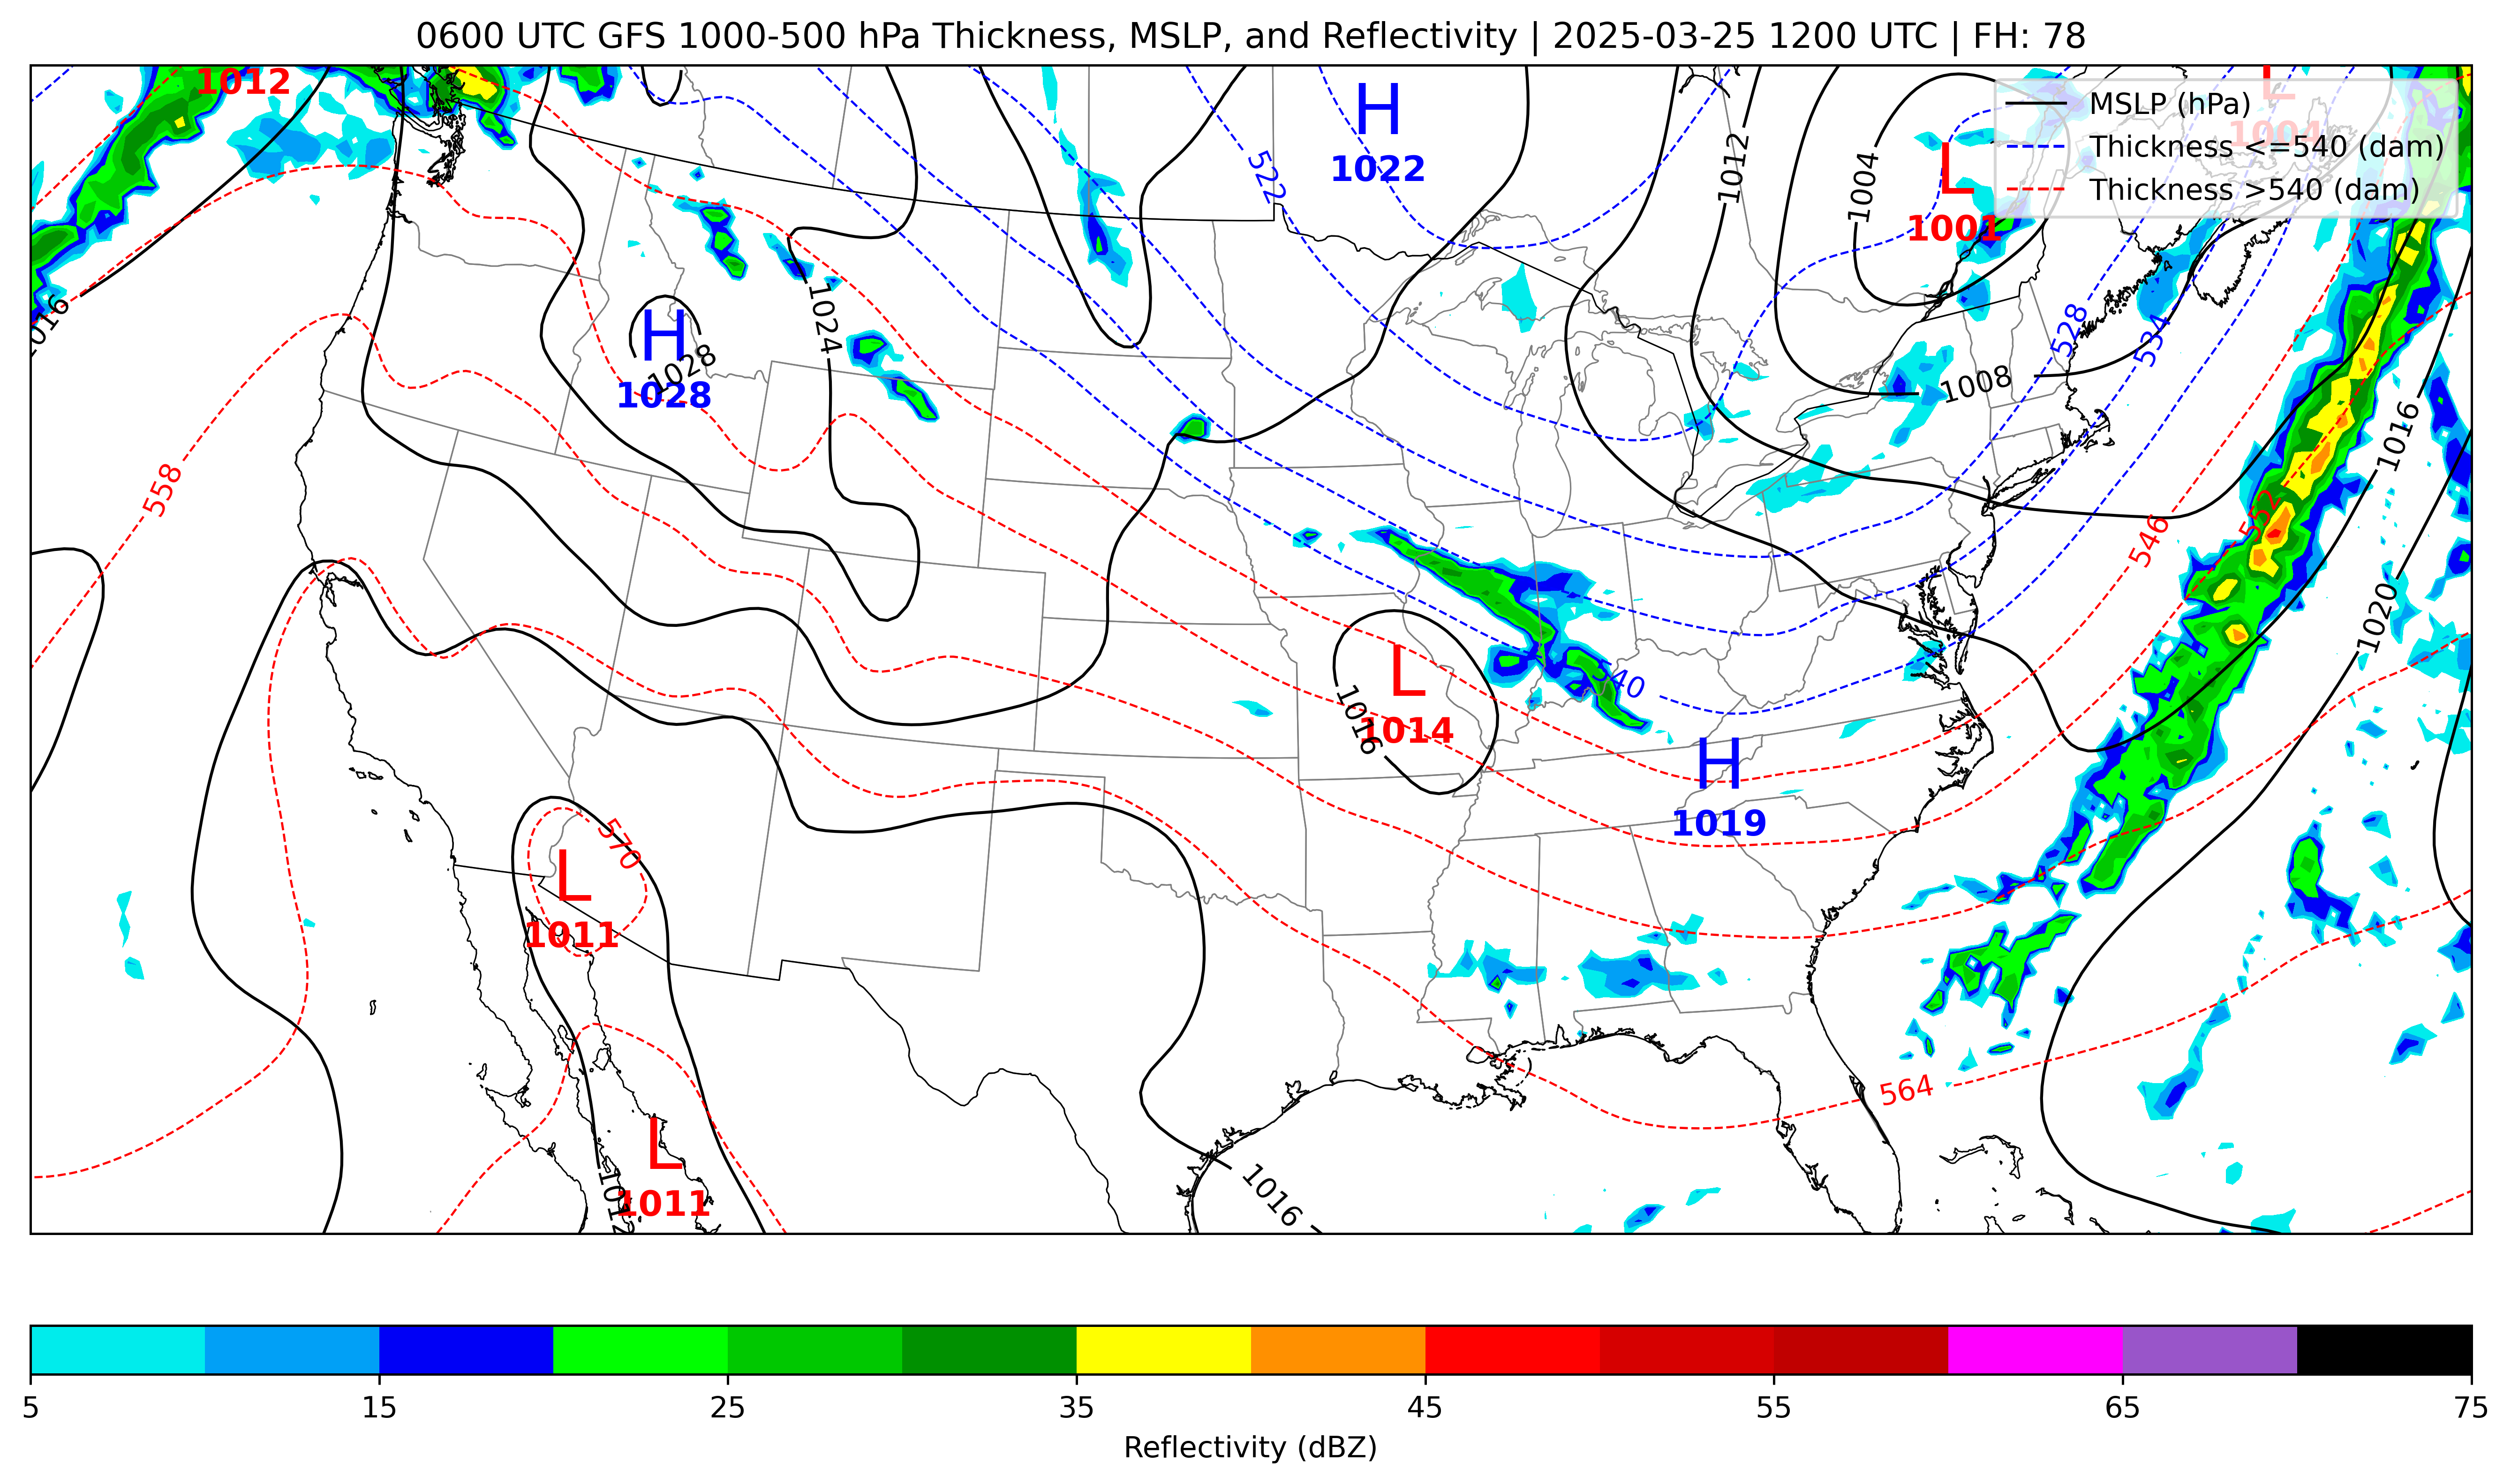 0600 UTC GFS 1000-500 hPa Thickness, MSLP, and Reflectivity | 2025-03-25 1200 UTC | FH: 78
1012
H
1022
L
1004
MSLP (hPa)
Thickness <=540 (dam)
Thickness >540 (dam)
522
1012
1004
L
1001
1016
1024
H
1028
1028
528
534
1008
1016
558
552
546
1020
L
1014
1016
540
H
1019
570
L
1011
564
L
1011
1012
1016
5
15
25
35
45
55
65
75
Reflectivity (dBZ)